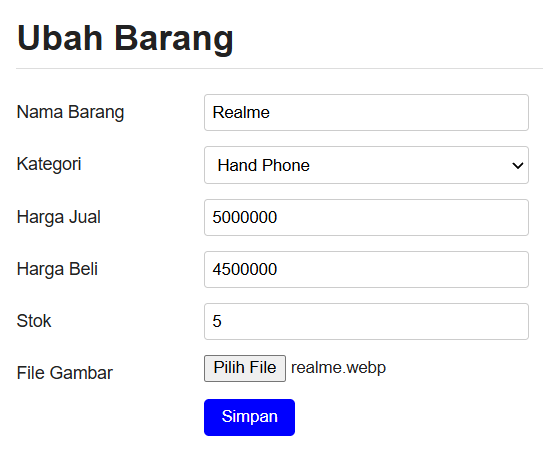 Ubah Barang
Nama Barang Realme
Kategori Hand Phone
Harga Jual 5000000
Harga Beli 4500000
Stok 5
File Gambar Pilih File realme.webp
Simpan